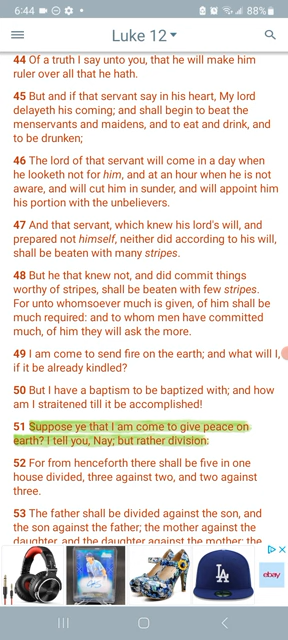 6:44
88%
Luke 12
44 Of a truth I say unto you, that he will make him
ruler over all that he hath.
45 But and if that servant say in his heart, My lord
delayeth his coming; and shall begin to beat the
menservants and maidens, and to eat and drink, and
to be drunken;
46 The lord of that servant will come in a day when
he looketh not for him, and at an hour when he is not
aware, and will cut him in sunder, and will appoint him
his portion with the unbelievers.
47 And that servant, which knew his lord's will, and
prepared not himself, neither did according to his will,
shall be beaten with many stripes.
48 But he that knew not, and did commit things
worthy of stripes, shall be beaten with few stripes.
For unto whomsoever much is given, of him shall be
much required: and to whom men have committed
much, of him they will ask the more.
49 I am come to send fire on the earth; and what will I,
if it be already kindled?
50 But I have a baptism to be baptized with; and how
am I straitened till it be accomplished!
51 Suppose ye that I am come to give peace on
earth? I tell you, Nay; but rather division:
52 For from henceforth there shall be five in one
house divided, three against two, and two against
three.
53 The father shall be divided against the son, and
the son against the father; the mother against the
daughter, and the daughter against the mother; the
LA
ebay